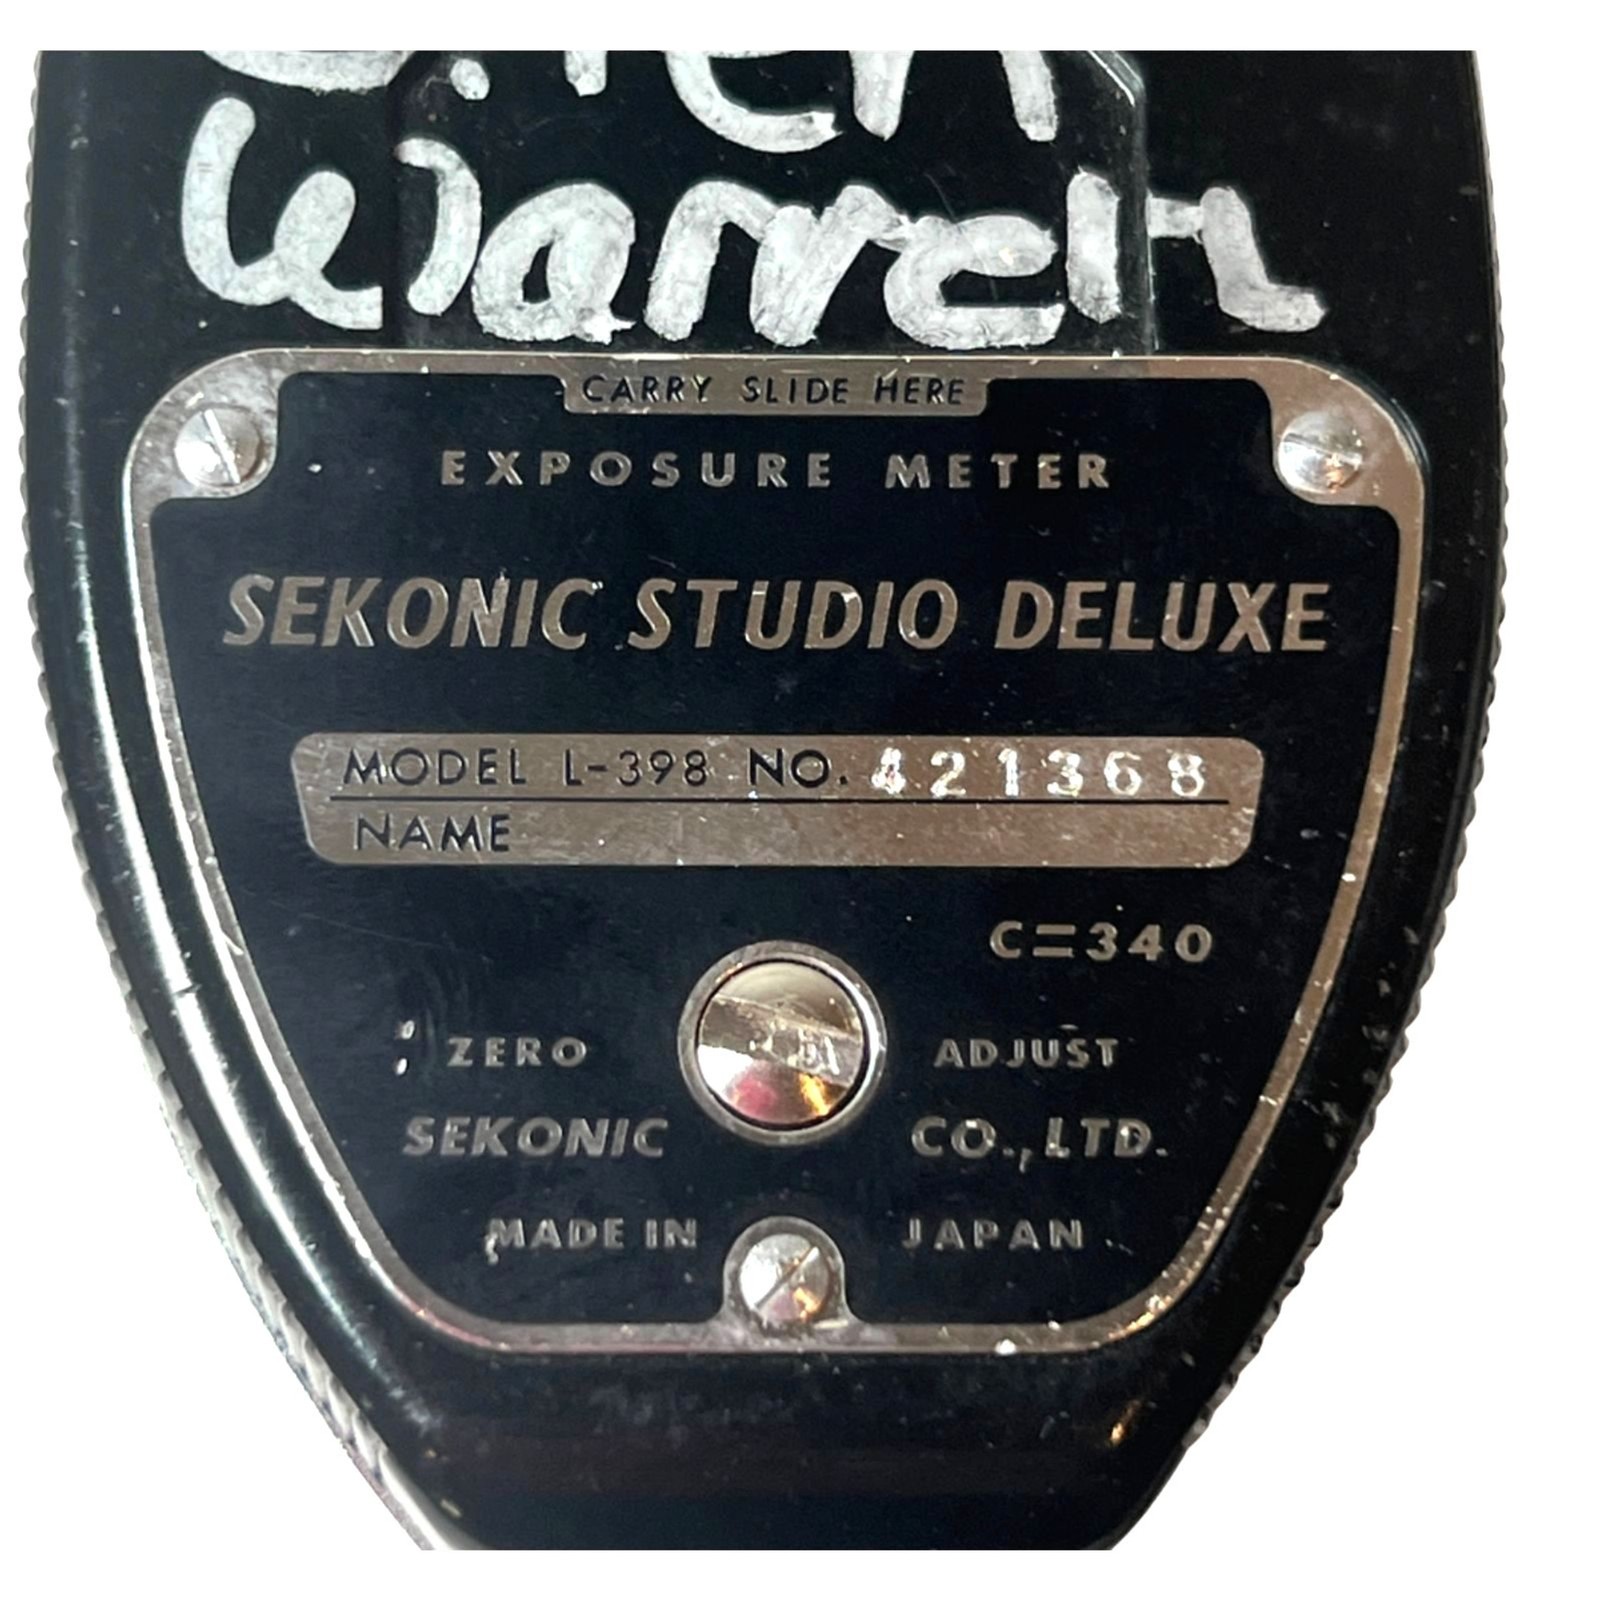 Warren
CARRY SLIDE HERE
EXPOSURE METER
SEKONIC STUDIO DELUXE
MODEL L-398 NO. 421368
NAME
C=340
ZERO ADJUST
SEKONIC CO., LTD.
MADE IN JAPAN